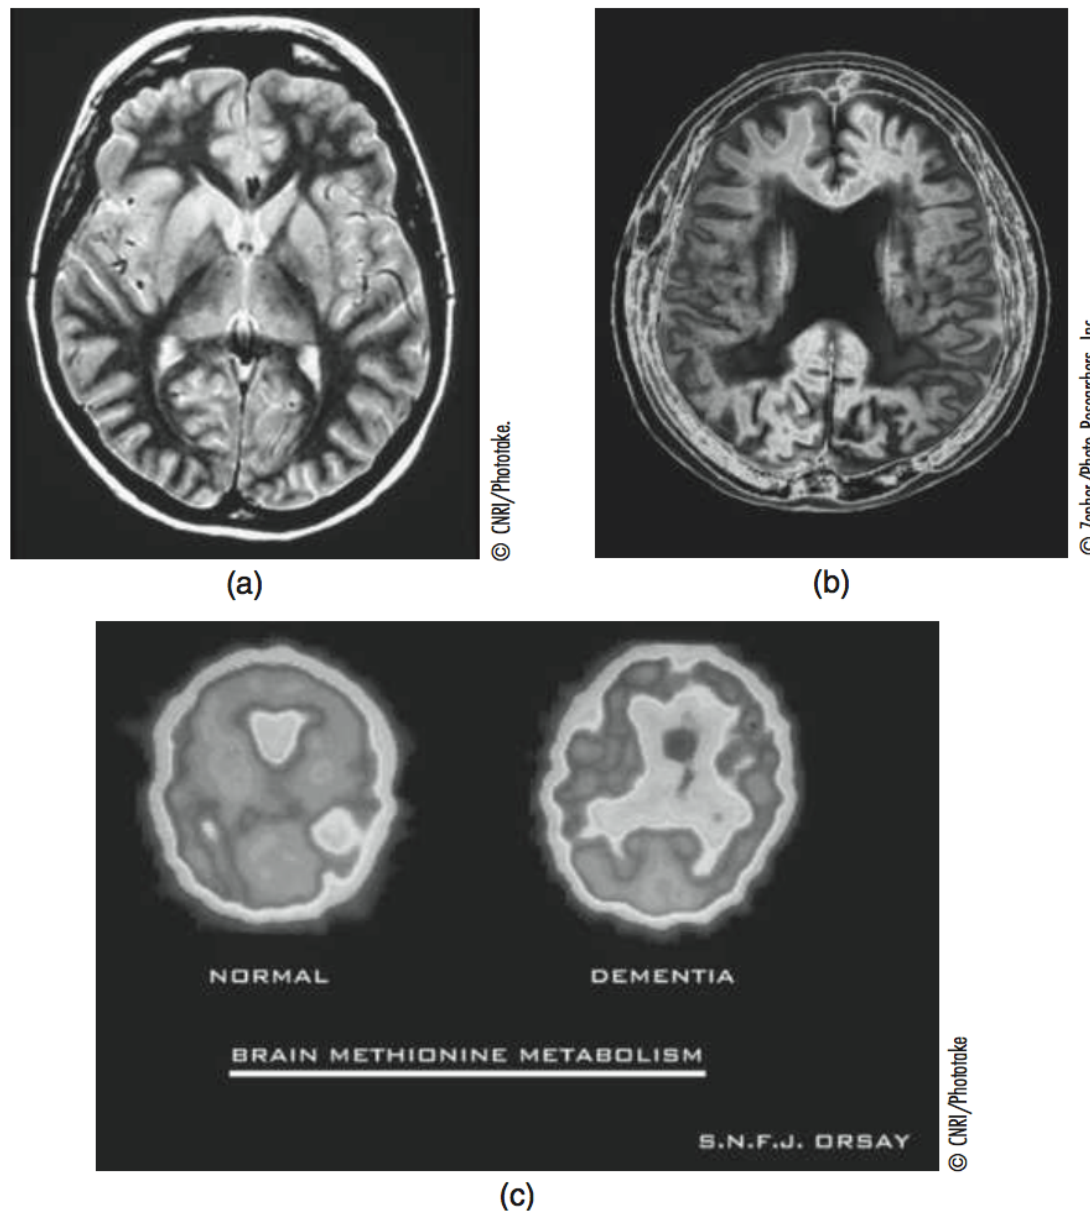 © CNRI/Phototake.
(a)
(b)
NORMAL
DEMENTIA
BRAIN METHIONINE METABOLISM
S.N.F.J. ORSAY
© CNRI/Phototake
(c)